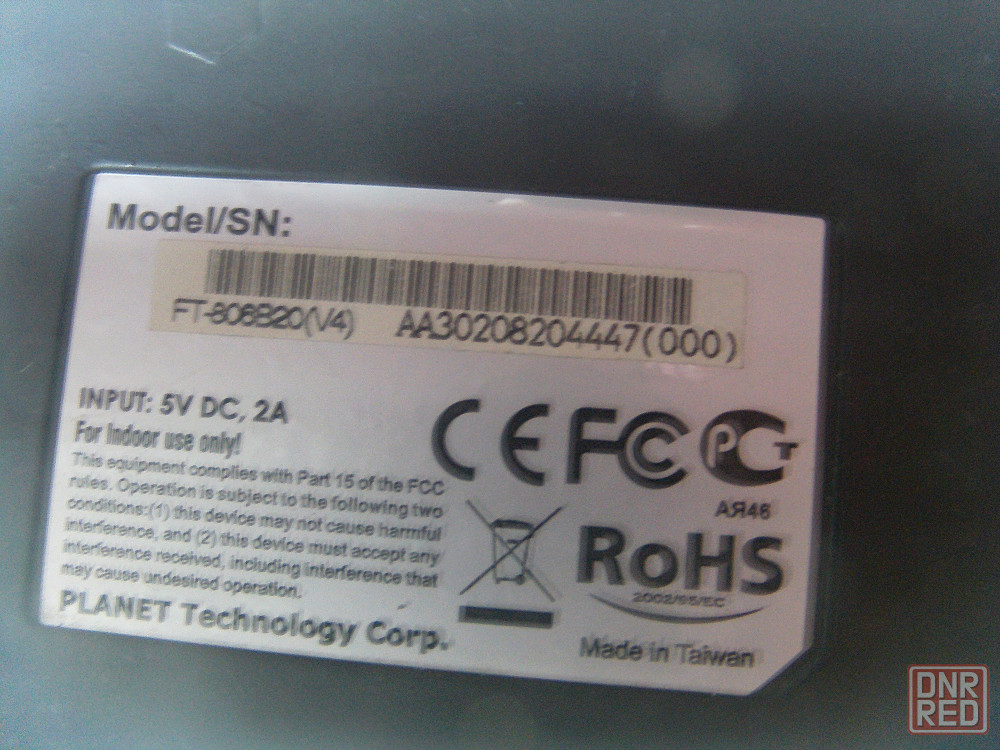 Model/SN:
FT-806B20(V4) AA30208204447(000)
INPUT: 5V DC, 2A
For Indoor use only!
This equipment complies with Part 15 of the FCC
rules. Operation is subject to the following two
conditions:(1) this device may not cause harmful
interference, and (2) this device must accept any
interference received, including interference that
may cause undesired operation.
PLANET Technology Corp.
CE FCC PCT
АЯ46
RoHS
2002/95/EC
Made in Taiwan
DNR
RED